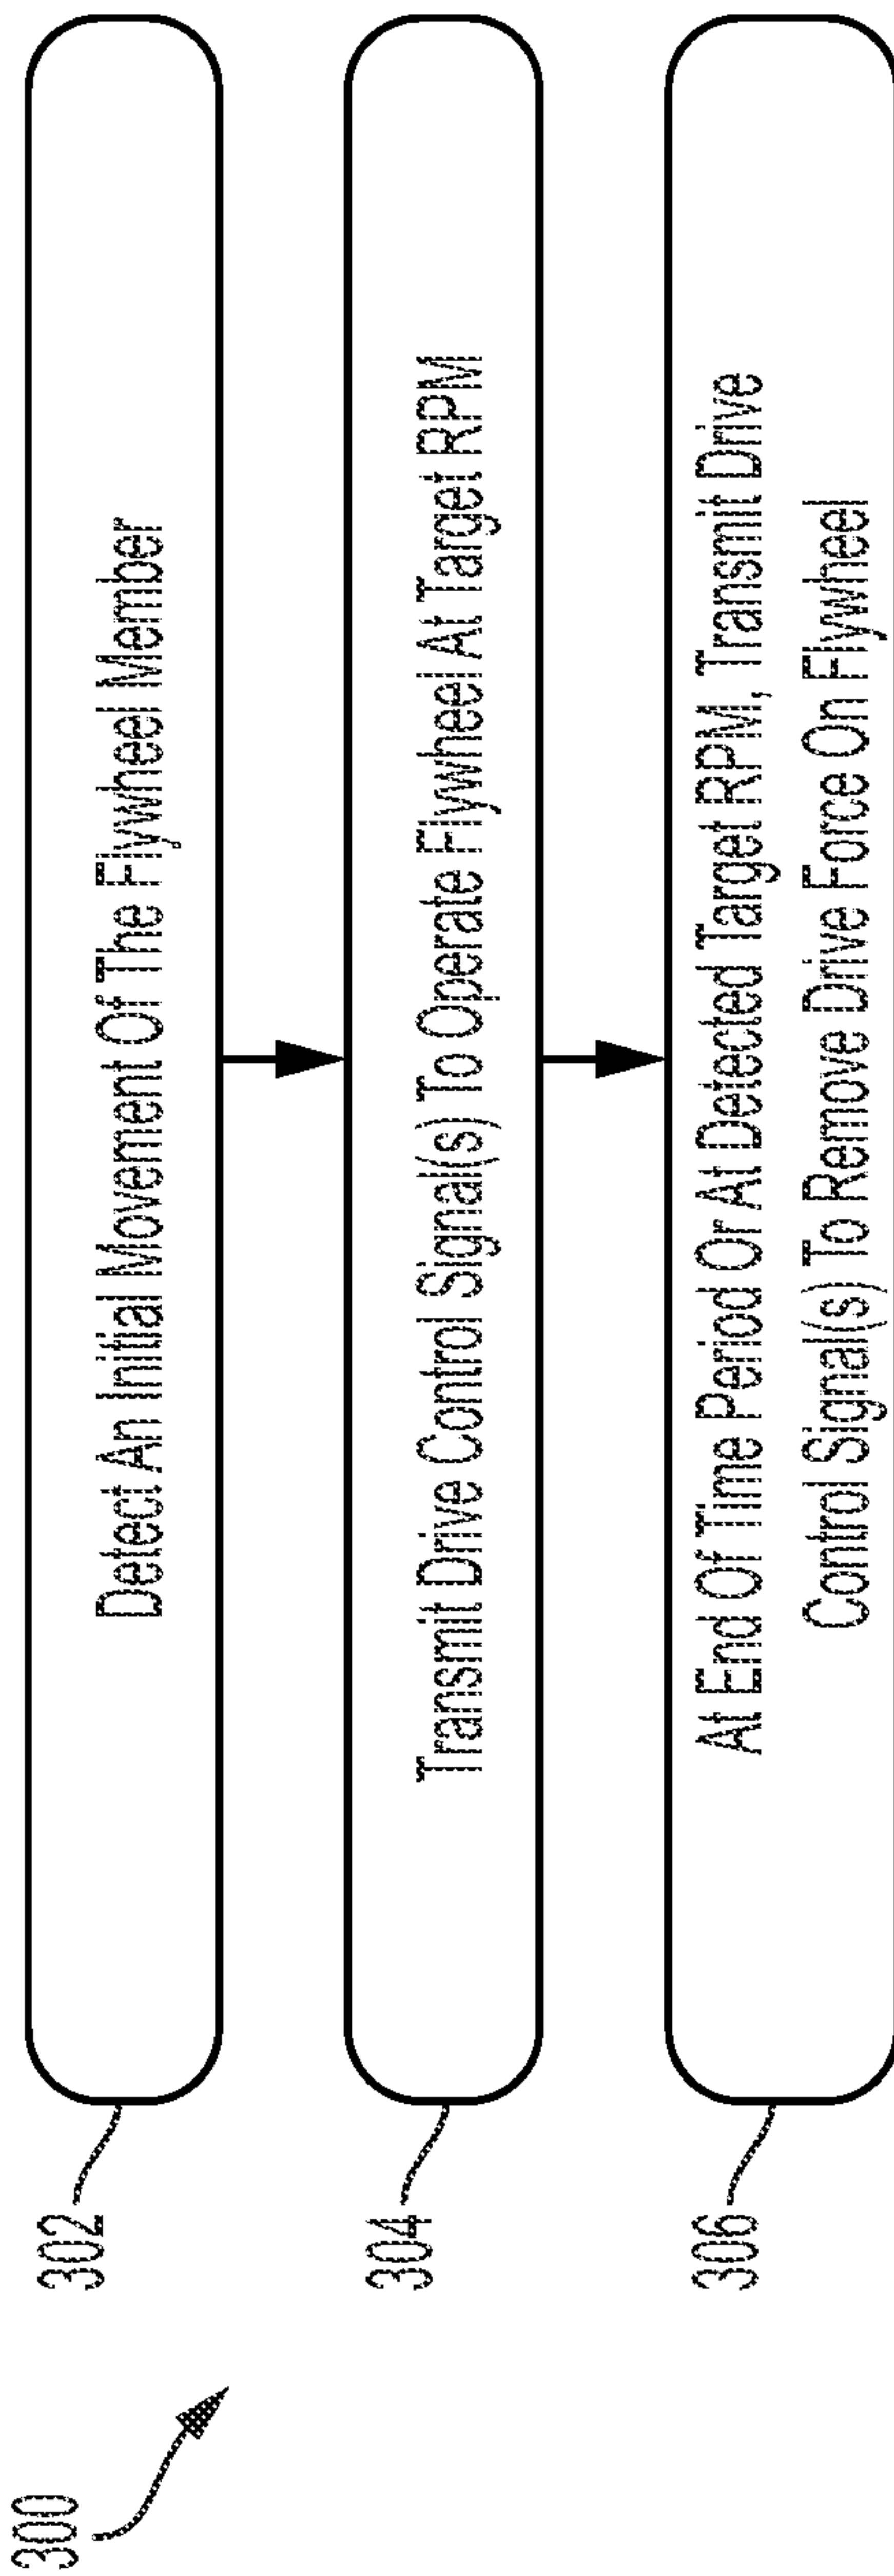 300
302
Detect An Initial Movement Of The Flywheel Member
304
Transmit Drive Control Signal(s) To Operate Flywheel At Target RPM
306
At End Of Time Period Or At Detected Target RPM, Transmit Drive
Control Signal(s) To Remove Drive Force On Flywheel